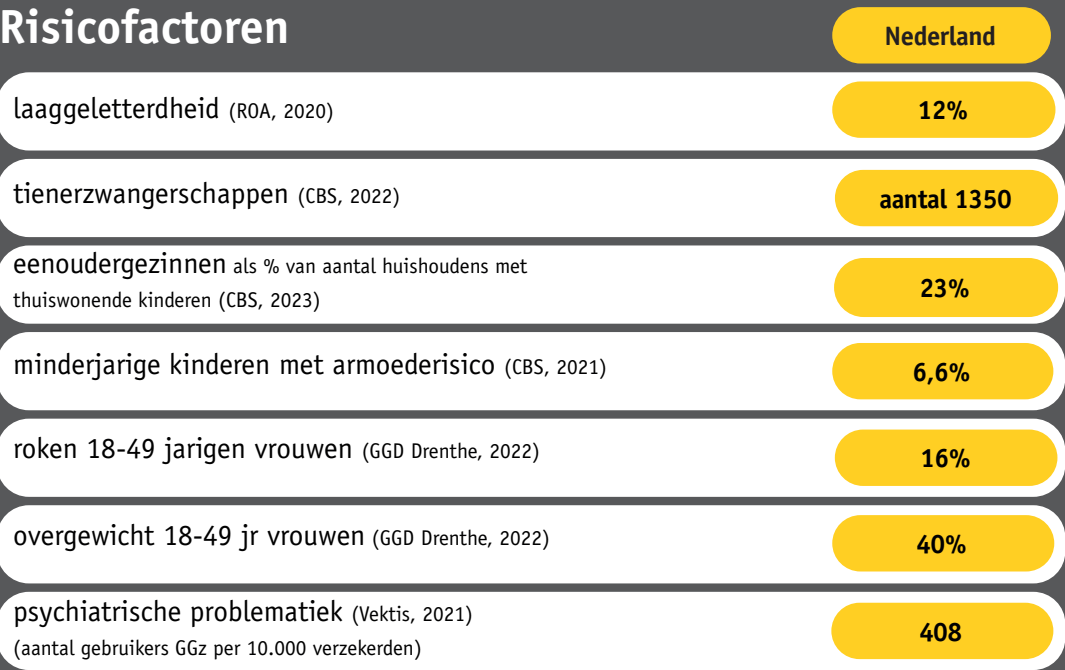 Risicofactoren
Nederland
laaggeletterdheid (ROA, 2020)
12%
tienerzwangerschappen (CBS, 2022)
aantal 1350
eenoudergezinnen als % van aantal huishoudens met
thuiswonende kinderen (CBS, 2023)
23%
minderjarige kinderen met armoederisico (CBS, 2021)
6,6%
roken 18-49 jarigen vrouwen (GGD Drenthe, 2022)
16%
overgewicht 18-49 jr vrouwen (GGD Drenthe, 2022)
40%
psychiatrische problematiek (Vektis, 2021)
(aantal gebruikers GGz per 10.000 verzekerden)
408